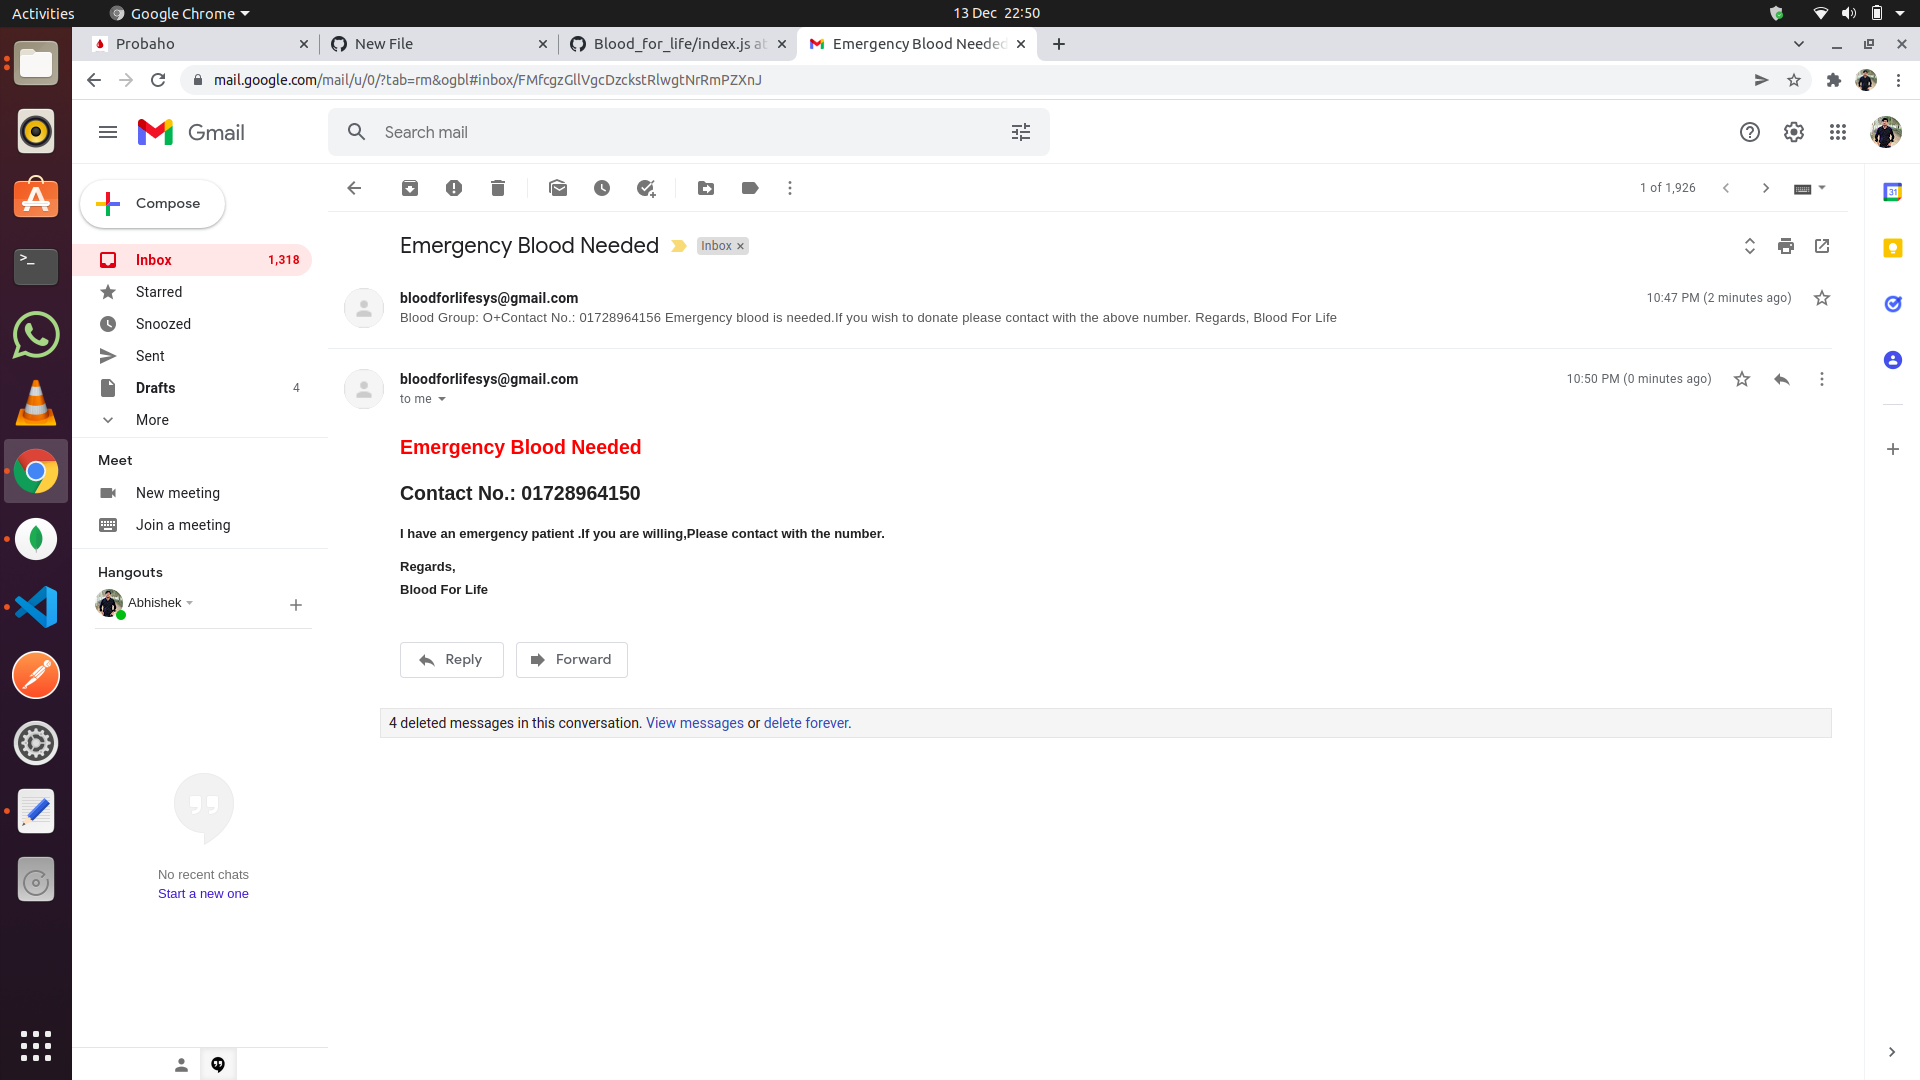 Activities
Google Chrome
13 Dec 22:50
Probaho
New File
Blood_for_life/index.js at
Emergency Blood Needed
mail.google.com/mail/u/0/?tab=rm&ogbl#inbox/FMfcgzGllVgcDzckstRlwgtNrRmPZXnJ
Gmail
Search mail
Compose
1 of 1,926
Inbox 1,318
Starred
Snoozed
Sent
Drafts 4
More
Meet
New meeting
Join a meeting
Hangouts
Abhishek
No recent chats
Start a new one
Emergency Blood Needed
Inbox
bloodforlifesys@gmail.com
10:47 PM (2 minutes ago)
Blood Group: O+Contact No.: 01728964156 Emergency blood is needed.If you wish to donate please contact with the above number. Regards, Blood For Life
bloodforlifesys@gmail.com
10:50 PM (0 minutes ago)
to me
Emergency Blood Needed
Contact No.: 01728964150
I have an emergency patient .If you are willing,Please contact with the number.
Regards,
Blood For Life
Reply
Forward
4 deleted messages in this conversation. View messages or delete forever.
31